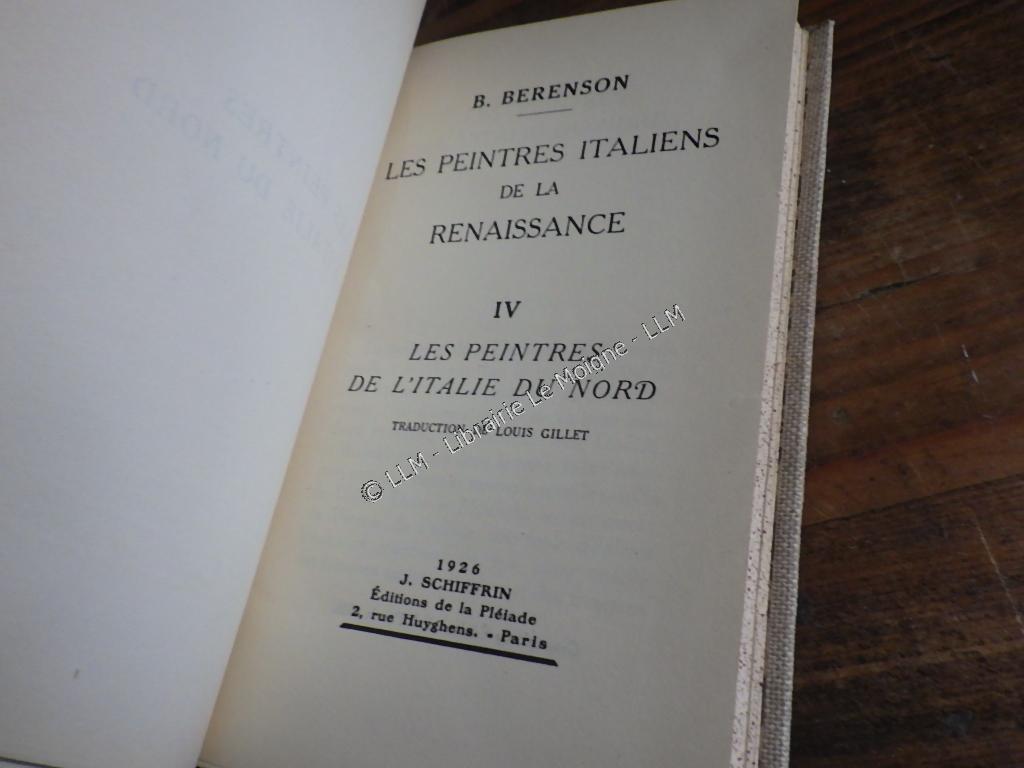 B. BERENSON
LES PEINTRES ITALIENS
DE LA
RENAISSANCE
IV
LES PEINTRES
DE L'ITALIE DU NORD
TRADUCTION DE LOUIS GILLET
© LLM - Librairie Le Moigne - LLM
1926
J. SCHIFFRIN
Éditions de la Pléiade
2, rue Huyghens. - Paris